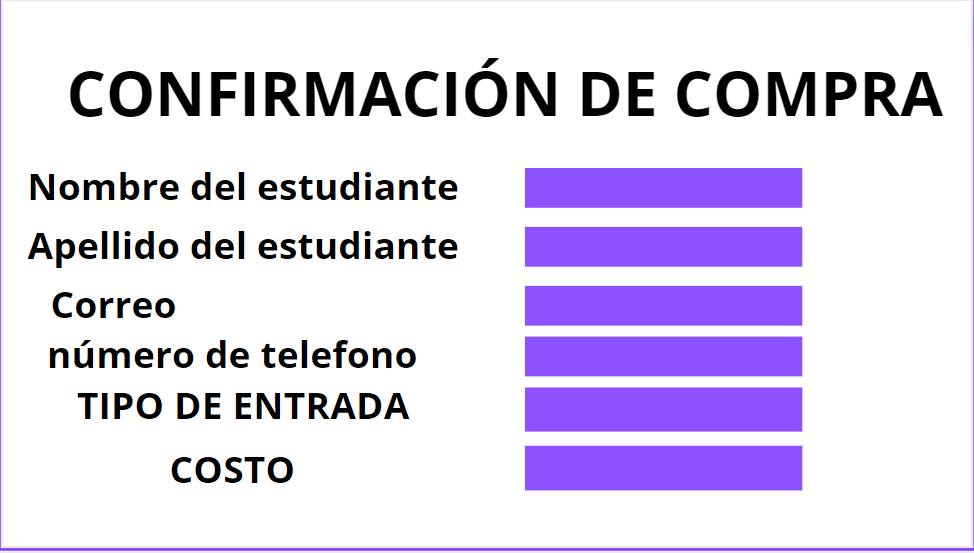 CONFIRMACIÓN DE COMPRA
Nombre del estudiante
Apellido del estudiante
Correo
número de telefono
TIPO DE ENTRADA
COSTO